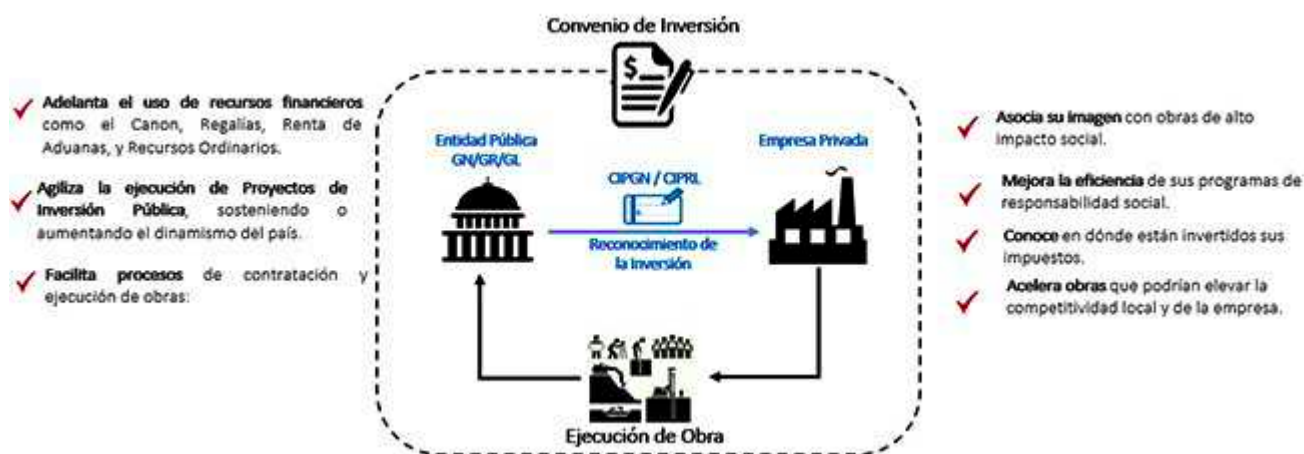 Convenio de Inversión
$
Adelanta el uso de recursos financieros
como el Canon, Regalías, Renta de
Aduanas, y Recursos Ordinarios.
Agiliza la ejecución de Proyectos de
Inversión Pública, sosteniendo o
aumentando el dinamismo del país.
Facilita procesos de contratación y
ejecución de obras:
Entidad Pública
GN/GR/GL
CIPGN / CIPRL
Reconocimiento de
la Inversión
Empresa Privada
Ejecución de Obra
Asocia su imagen con obras de alto
impacto social.
Mejora la eficiencia de sus programas de
responsabilidad social.
Conoce en dónde están invertidos sus
impuestos.
Acelera obras que podrían elevar la
competitividad local y de la empresa.